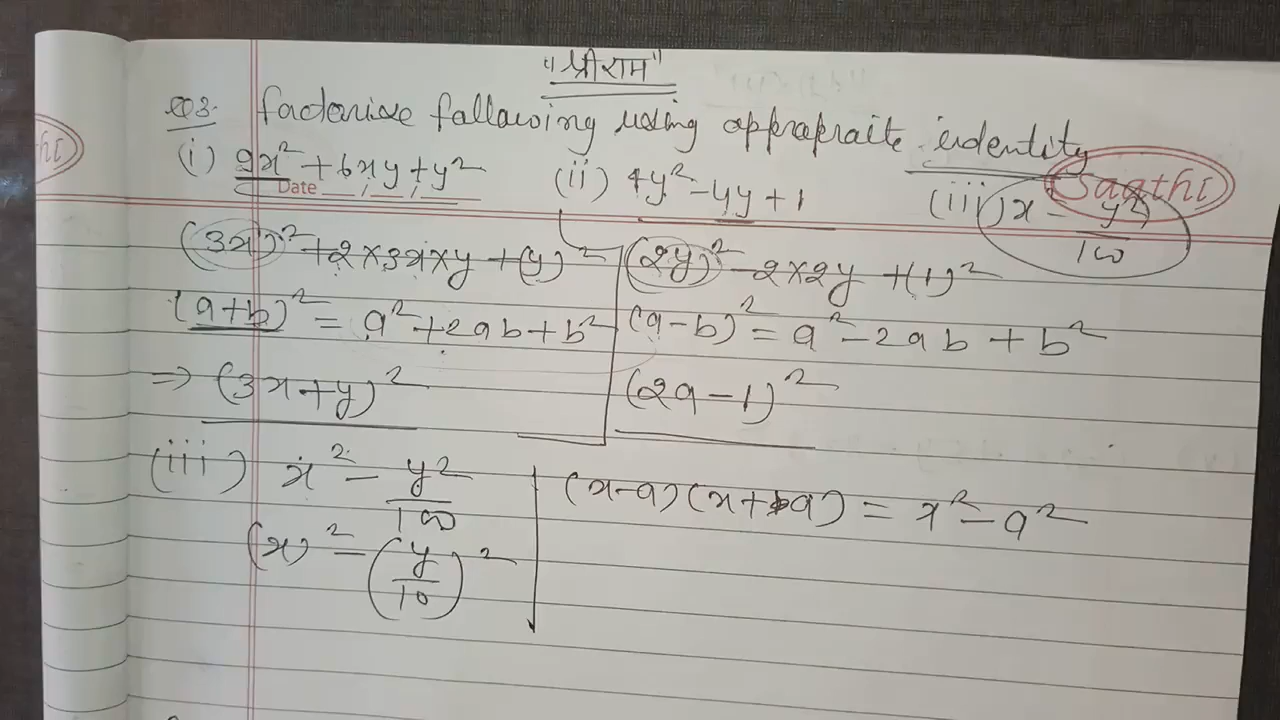 "श्रीराम"
Q3. factorise fallowing using apprapraite identity
(i) 9x² + 6xy + y² (ii) 4y² - 4y + 1 (iii) x - y²/100
Date
Saathi
(3x)² + 2×3x×y + (y)²
(a+b)² = a² + 2ab + b²
⇒ (3x+y)²
(2y)² - 2×2y + (1)²
(a-b)² = a² - 2ab + b²
(2a-1)²
(iii) x² - y²/100
(x)² - (y/10)²
(x-a)(x+a) = x² - a²